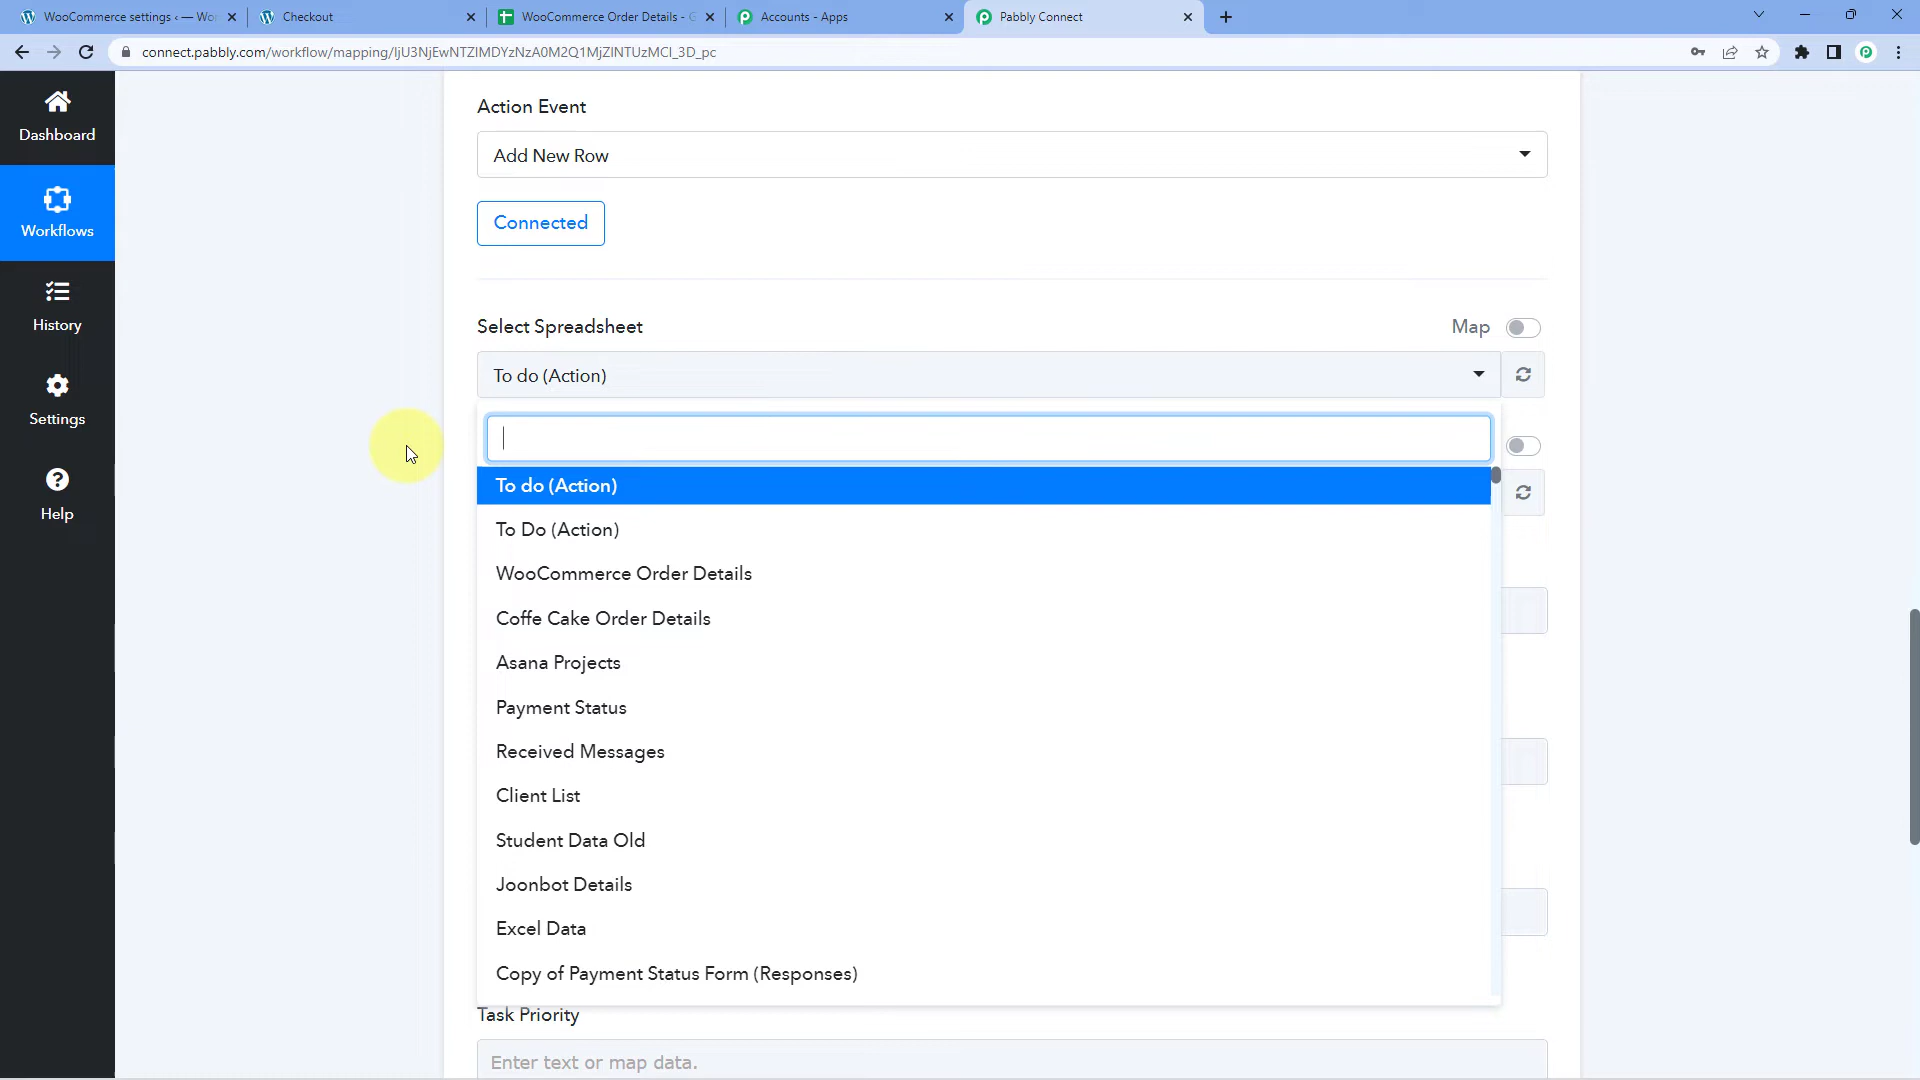 WooCommerce settings ‹ — Wor
Checkout
WooCommerce Order Details - G
Accounts - Apps
Pabbly Connect
connect.pabbly.com/workflow/mapping/IjU3NjEwNTZlMDYzNzA0M2Q1MjZlNTUzMCI_3D_pc
Dashboard
Workflows
History
Settings
Help
Action Event
Add New Row
Connected
Select Spreadsheet
Map
To do (Action)
To do (Action)
To Do (Action)
WooCommerce Order Details
Coffe Cake Order Details
Asana Projects
Payment Status
Received Messages
Client List
Student Data Old
Joonbot Details
Excel Data
Copy of Payment Status Form (Responses)
Task Priority
Enter text or map data.